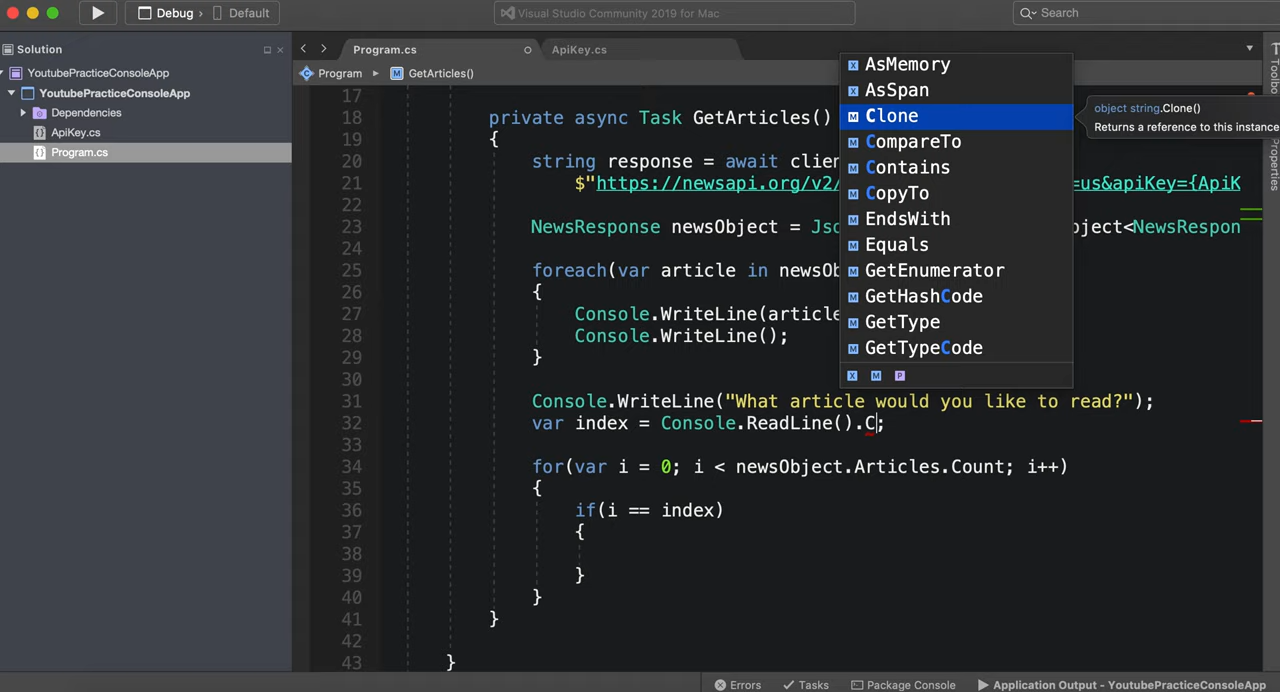 Debug › Default
Visual Studio Community 2019 for Mac
Search
Solution
YoutubePracticeConsoleApp
YoutubePracticeConsoleApp
Dependencies
ApiKey.cs
Program.cs
Program.cs
ApiKey.cs
Program
GetArticles()
17
18 private async Task GetArticles()
19 {
20 string response = await clien
21 $"https://newsapi.org/v2/ =us&apiKey={ApiK
22
23 NewsResponse newsObject = Jso bject<NewsRespon
24
25 foreach(var article in newsOb
26 {
27 Console.WriteLine(article
28 Console.WriteLine();
29 }
30
31 Console.WriteLine("What article would you like to read?");
32 var index = Console.ReadLine().C;
33
34 for(var i = 0; i < newsObject.Articles.Count; i++)
35 {
36 if(i == index)
37 {
38
39 }
40 }
41 }
42
43 }
AsMemory
AsSpan
Clone
CompareTo
Contains
CopyTo
EndsWith
Equals
GetEnumerator
GetHashCode
GetType
GetTypeCode
X M P
object string.Clone()
Returns a reference to this instance
Toolbox
Properties
Errors
Tasks
Package Console
Application Output - YoutubePracticeConsoleApp